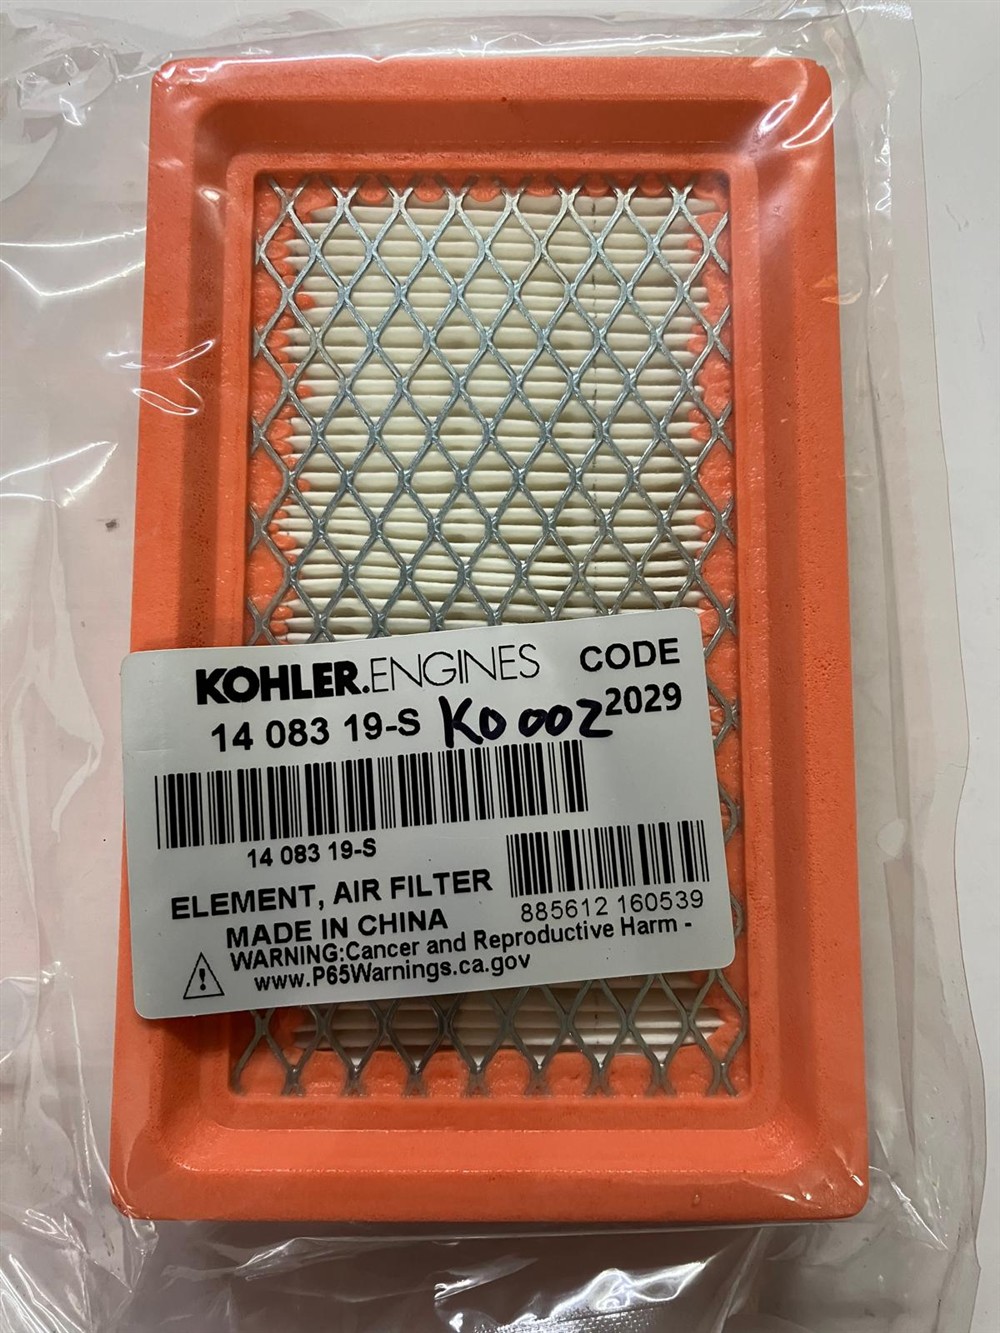 KOHLER.ENGINES CODE
14 083 19-S KO 002 2029
14 083 19-S
ELEMENT, AIR FILTER
885612 160539
MADE IN CHINA
WARNING:Cancer and Reproductive Harm -
www.P65Warnings.ca.gov